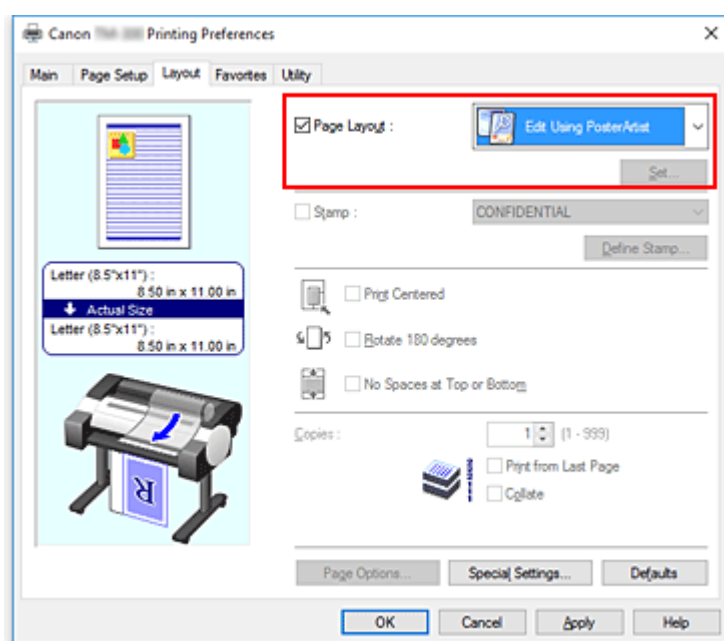 Canon Printing Preferences
Main Page Setup Layout Favorites Utility
Page Layout :
Edit Using PosterArtist
Set...
Stamp :
CONFIDENTIAL
Define Stamp...
Letter (8.5"x11") :
8.50 in x 11.00 in
Actual Size
Letter (8.5"x11") :
8.50 in x 11.00 in
Print Centered
Rotate 180 degrees
No Spaces at Top or Bottom
Copies :
1 (1 - 999)
Print from Last Page
Collate
R
Page Options... Special Settings... Defaults
OK Cancel Apply Help